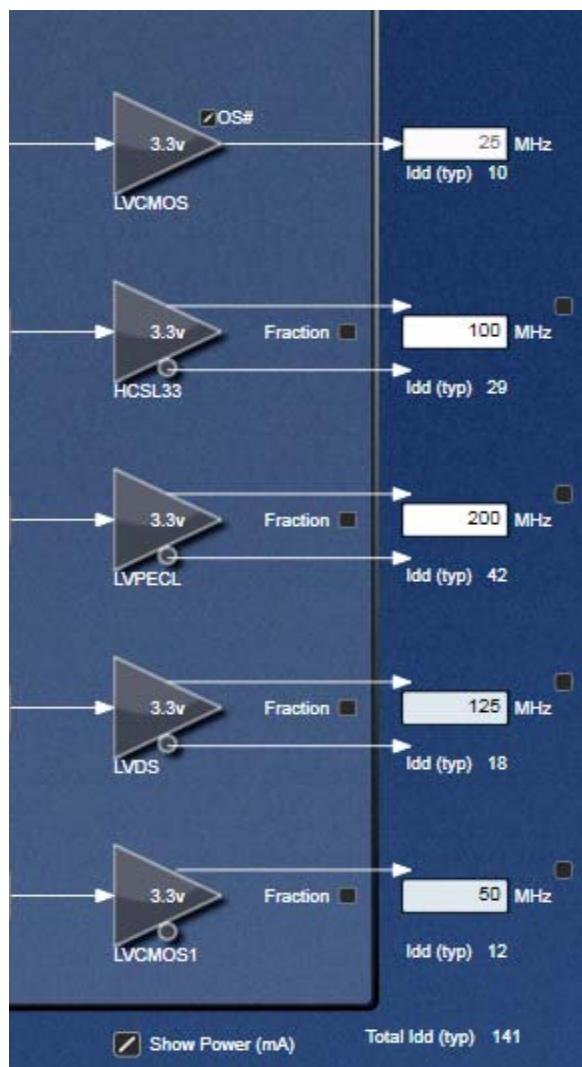 OS#
3.3v
25 MHz
Idd (typ) 10
LVCMOS
3.3v
Fraction
100 MHz
HCSL33
Idd (typ) 29
3.3v
Fraction
200 MHz
LVPECL
Idd (typ) 42
3.3v
Fraction
125 MHz
LVDS
Idd (typ) 18
3.3v
Fraction
50 MHz
LVCMOS1
Idd (typ) 12
Show Power (mA)
Total Idd (typ) 141